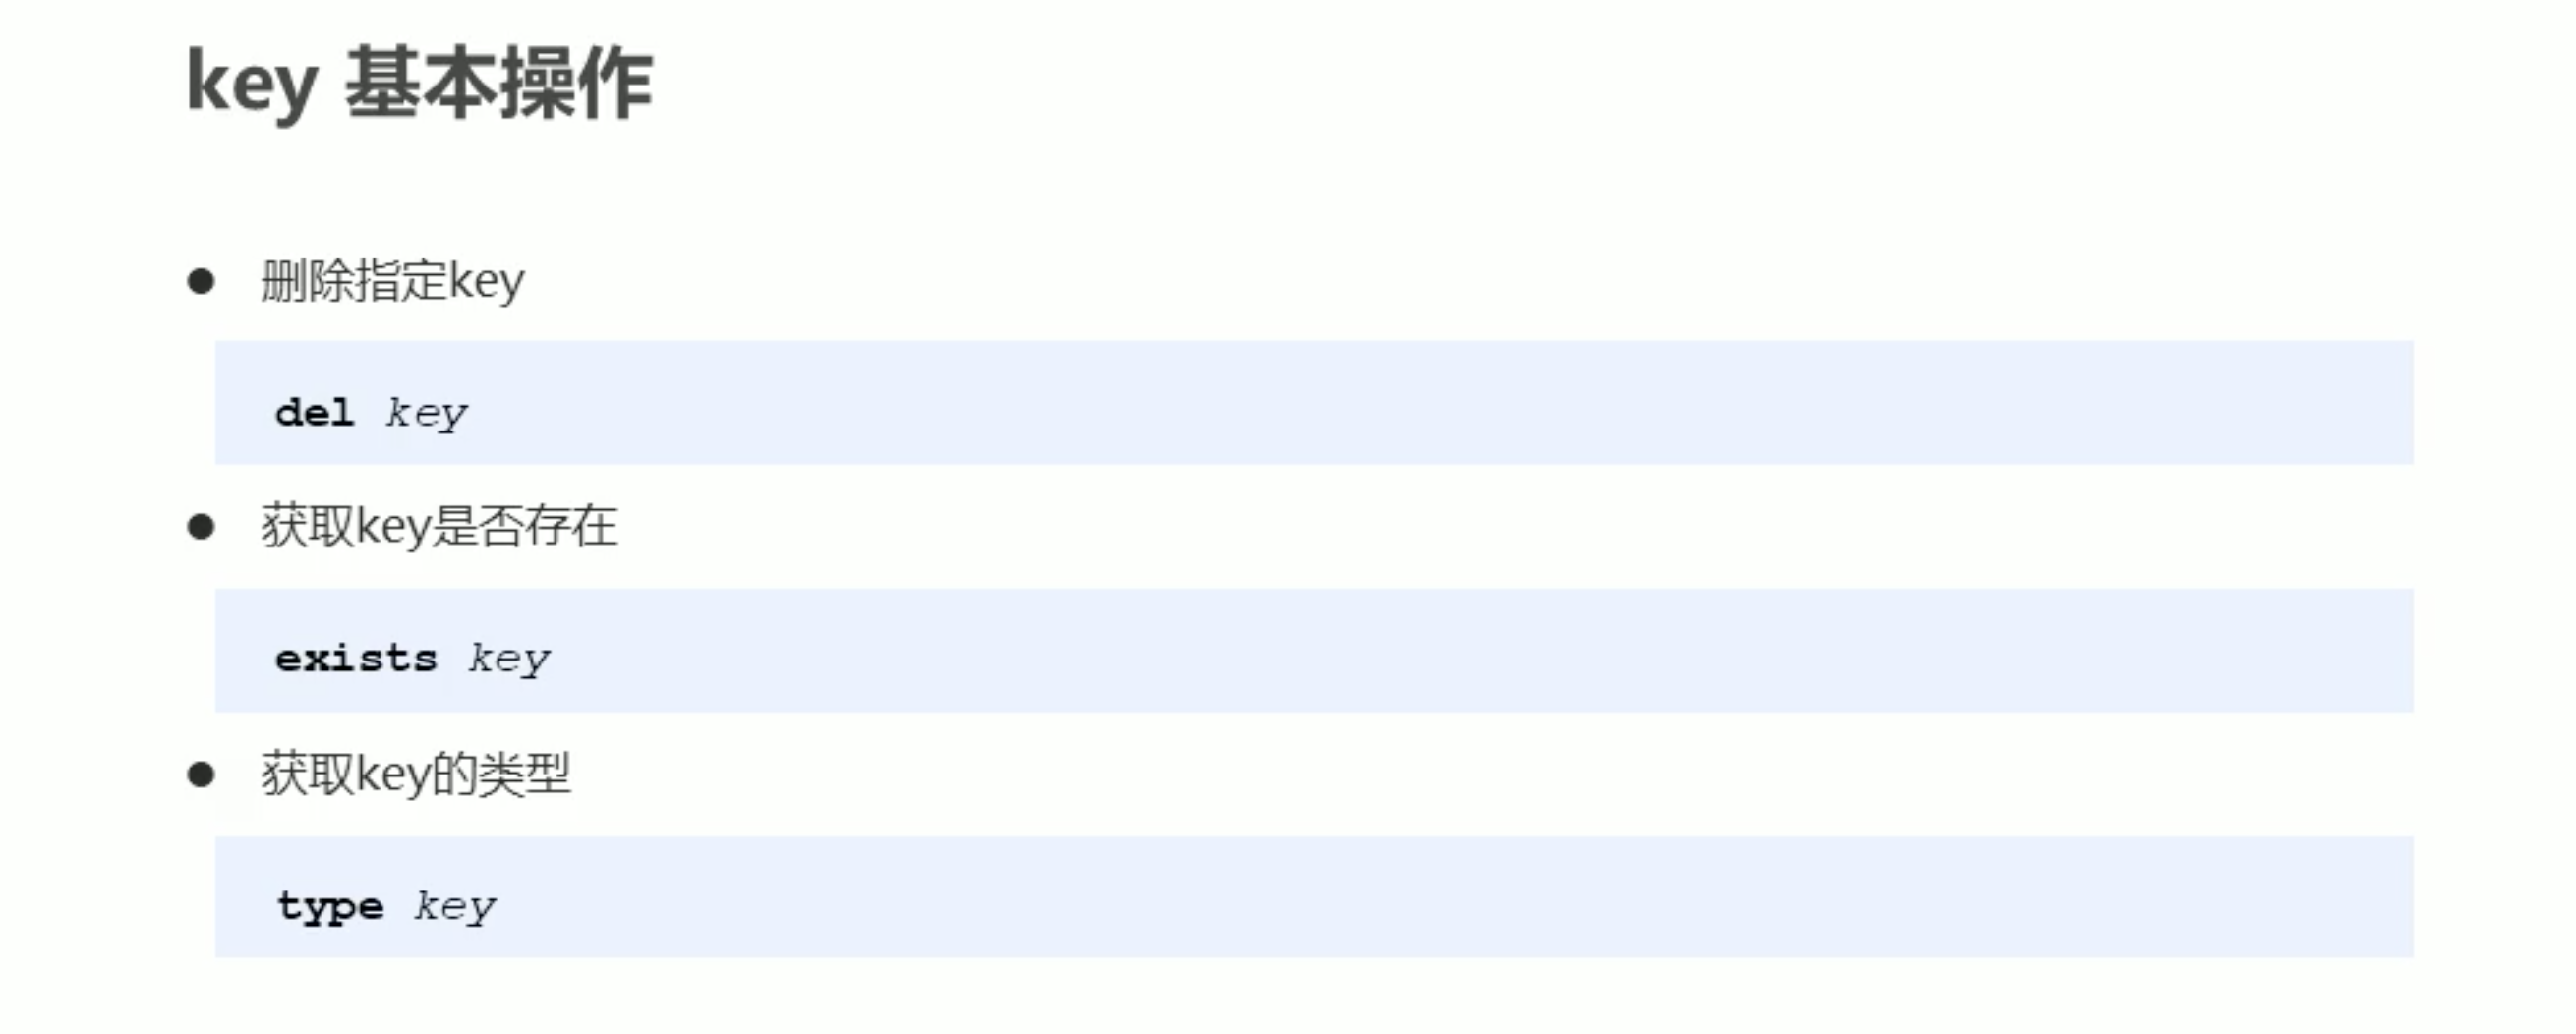 key 基本操作
● 删除指定key
del key
● 获取key是否存在
exists key
● 获取key的类型
type key